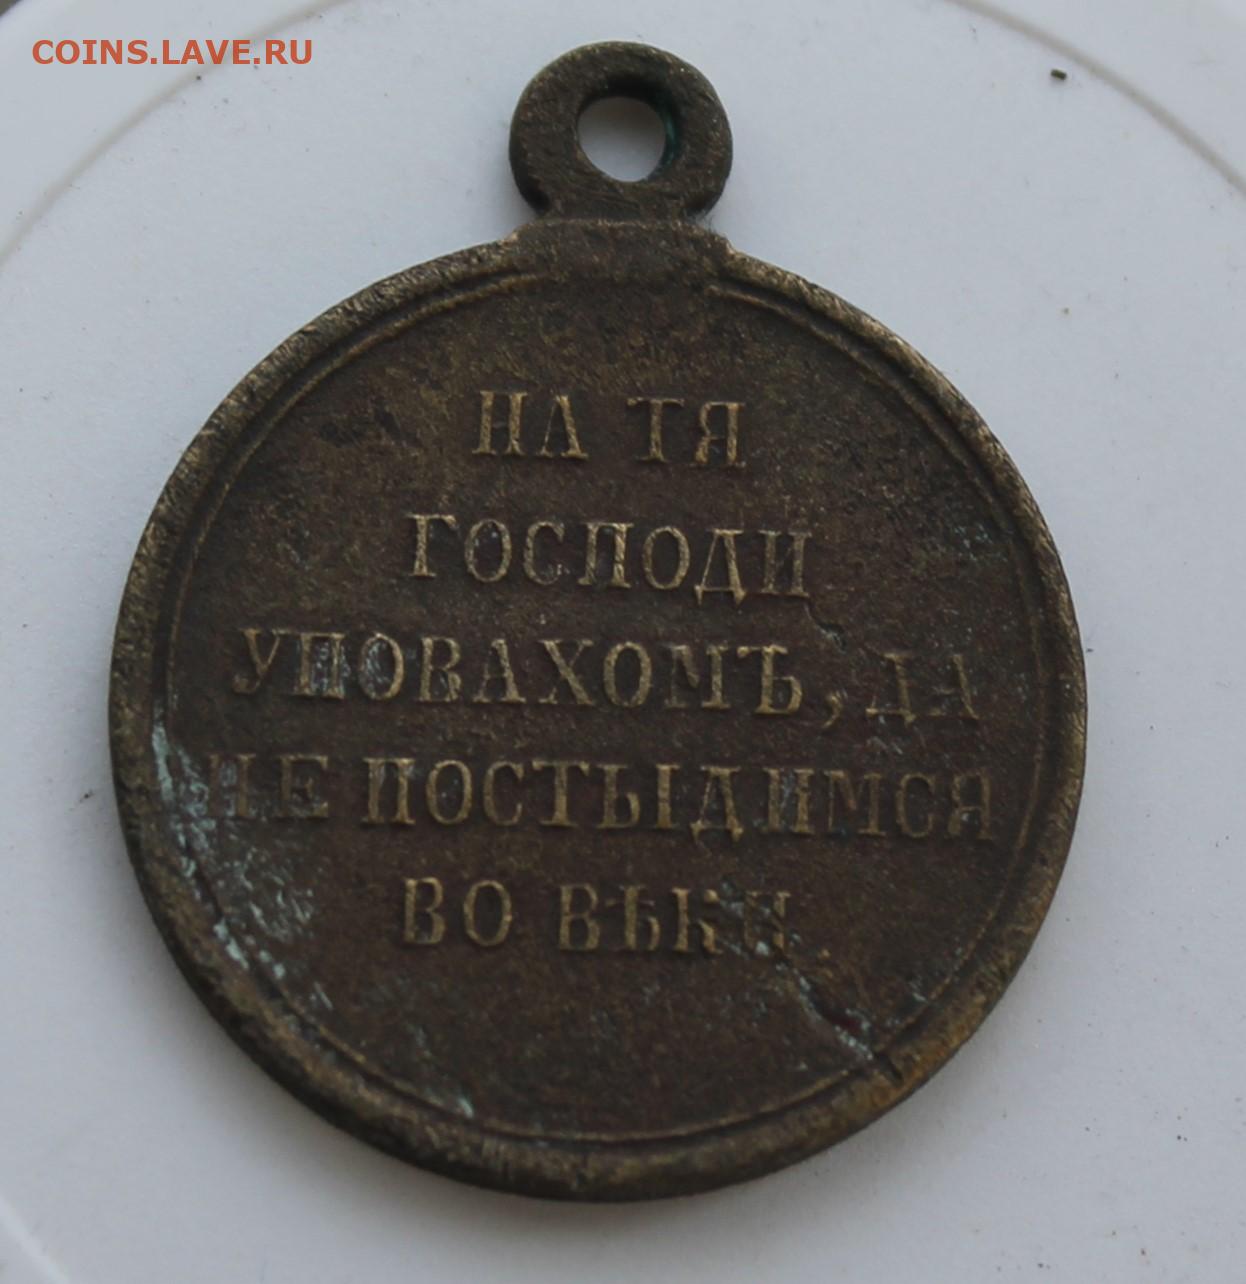 COINS.LAVE.RU
НА ТЯ
ГОСПОДИ
УПОВАХОМЪ, ДА
НЕ ПОСТЫДИМСЯ
ВО ВѢКИ.